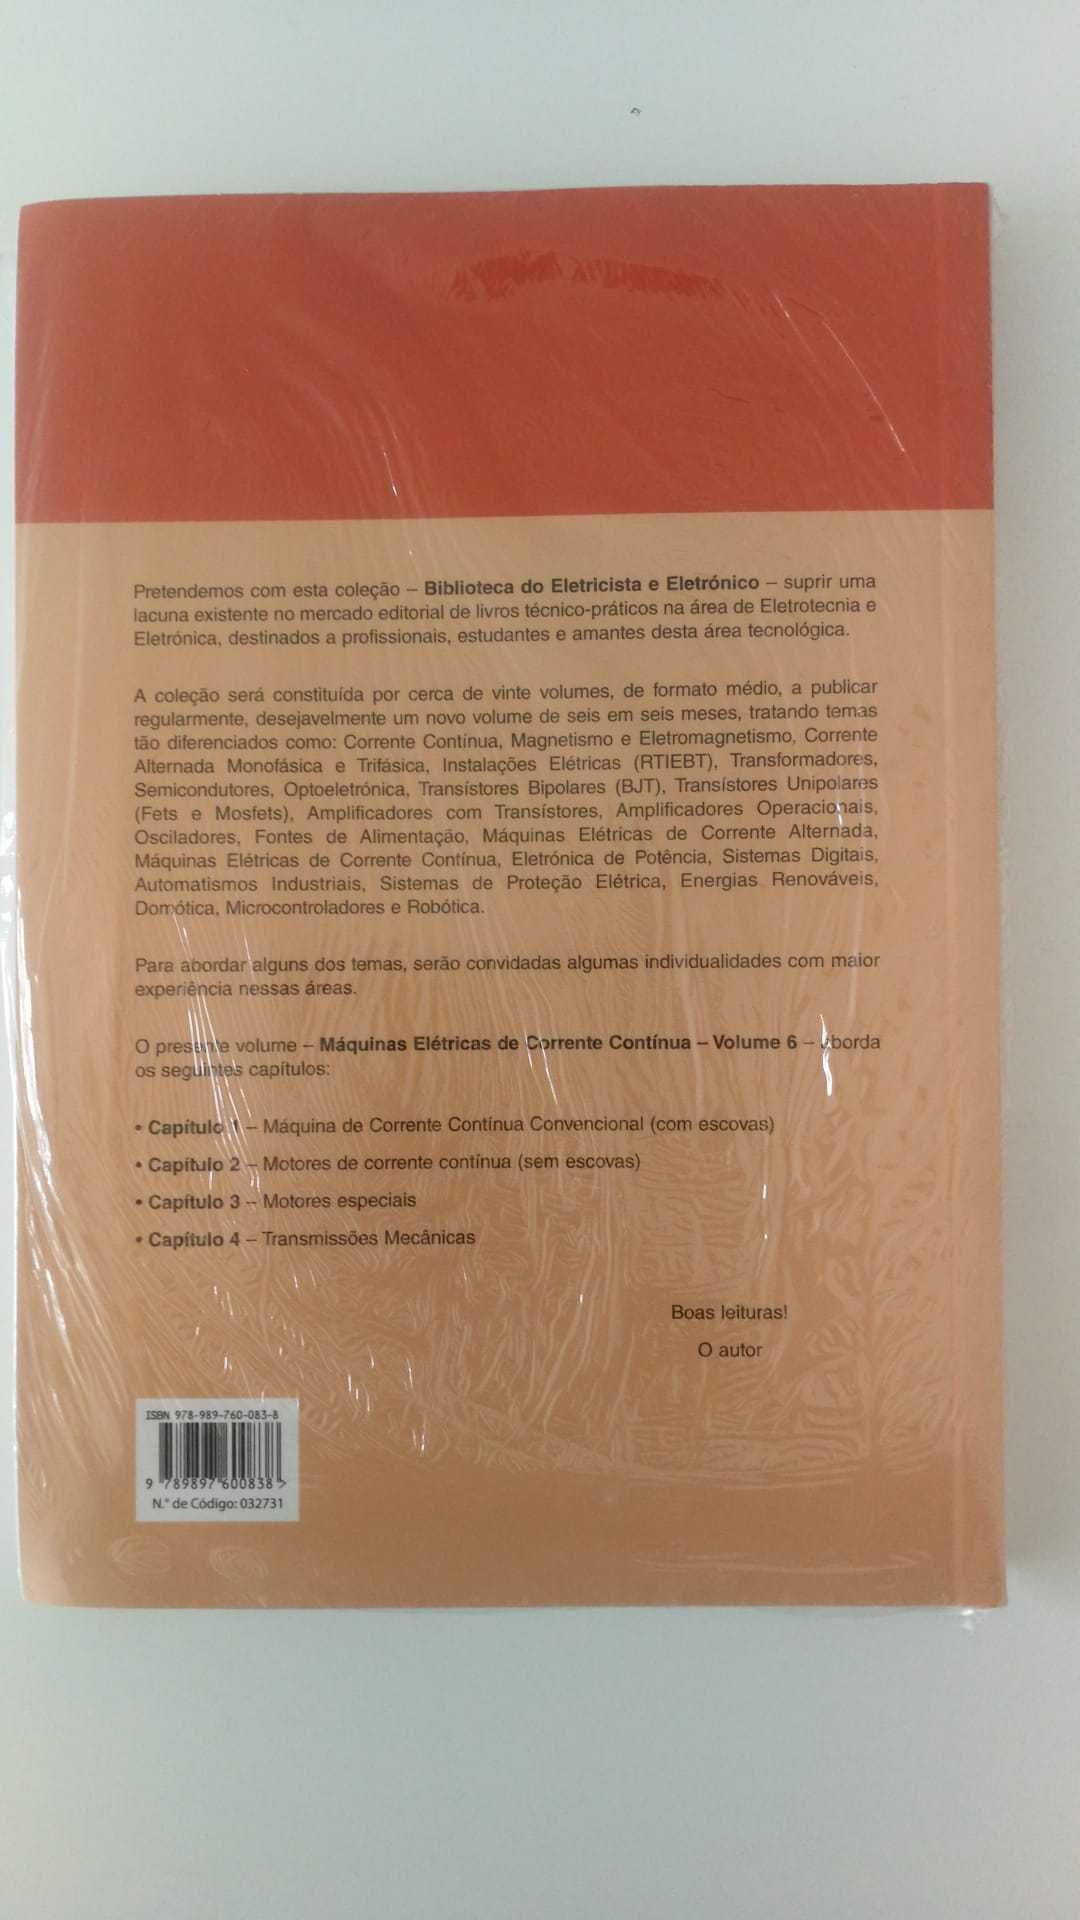 Pretendemos com esta coleção – Biblioteca do Eletricista e Eletrónico – suprir uma
lacuna existente no mercado editorial de livros técnico-práticos na área de Eletrotecnia e
Eletrónica, destinados a profissionais, estudantes e amantes desta área tecnológica.
A coleção será constituída por cerca de vinte volumes, de formato médio, a publicar
regularmente, desejavelmente um novo volume de seis em seis meses, tratando temas
tão diferenciados como: Corrente Contínua, Magnetismo e Eletromagnetismo, Corrente
Alternada Monofásica e Trifásica, Instalações Elétricas (RTIEBT), Transformadores,
Semicondutores, Optoeletrónica, Transístores Bipolares (BJT), Transístores Unipolares
(Fets e Mosfets), Amplificadores com Transístores, Amplificadores Operacionais,
Osciladores, Fontes de Alimentação, Máquinas Elétricas de Corrente Alternada,
Máquinas Elétricas de Corrente Contínua, Eletrónica de Potência, Sistemas Digitais,
Automatismos Industriais, Sistemas de Proteção Elétrica, Energias Renováveis,
Domótica, Microcontroladores e Robótica.
Para abordar alguns dos temas, serão convidadas algumas individualidades com maior
experiência nessas áreas.
O presente volume – Máquinas Elétricas de Corrente Contínua – Volume 6 – aborda
os seguintes capítulos:
• Capítulo 1 – Máquina de Corrente Contínua Convencional (com escovas)
• Capítulo 2 – Motores de corrente contínua (sem escovas)
• Capítulo 3 – Motores especiais
• Capítulo 4 – Transmissões Mecânicas
Boas leituras!
O autor
ISBN 978-989-760-083-8
9 789897 600838 >
N.º de Código: 032731